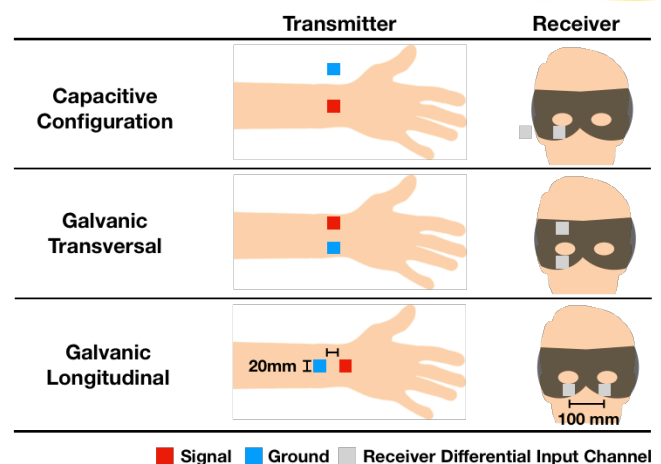 Transmitter
Receiver
Capacitive
Configuration
Galvanic
Transversal
Galvanic
Longitudinal
20mm
100 mm
Signal
Ground
Receiver Differential Input Channel